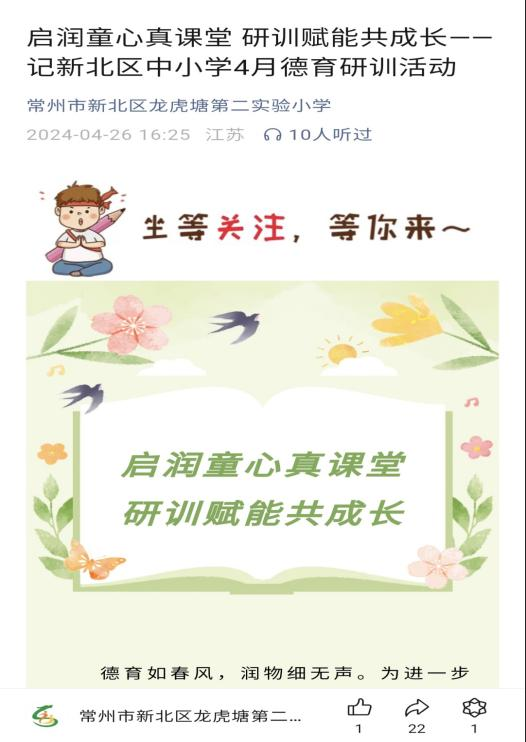 启润童心真课堂 研训赋能共成长——
记新北区中小学4月德育研训活动
常州市新北区龙虎塘第二实验小学
2024-04-26 16:25 江苏 10人听过
坐等关注，等你来~
启润童心真课堂
研训赋能共成长
德育如春风，润物细无声。为进一步
常州市新北区龙虎塘第二...
1 22 1